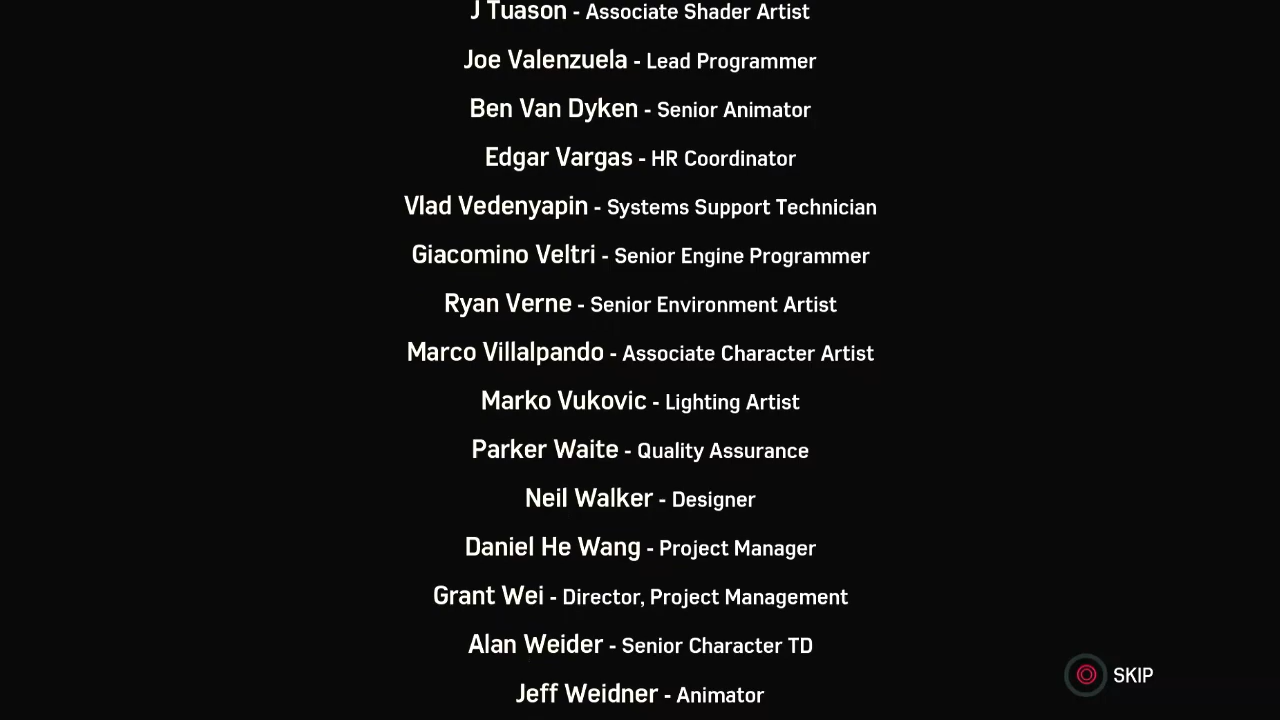 J Tuason - Associate Shader Artist
Joe Valenzuela - Lead Programmer
Ben Van Dyken - Senior Animator
Edgar Vargas - HR Coordinator
Vlad Vedenyapin - Systems Support Technician
Giacomino Veltri - Senior Engine Programmer
Ryan Verne - Senior Environment Artist
Marco Villalpando - Associate Character Artist
Marko Vukovic - Lighting Artist
Parker Waite - Quality Assurance
Neil Walker - Designer
Daniel He Wang - Project Manager
Grant Wei - Director, Project Management
Alan Weider - Senior Character TD
SKIP
Jeff Weidner - Animator